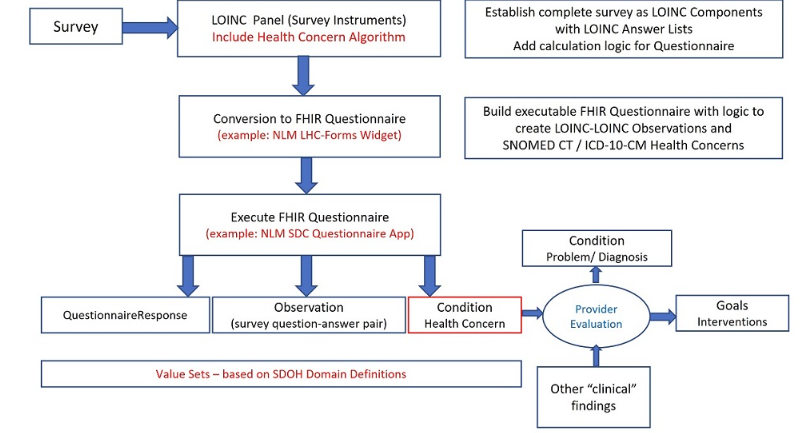 Survey
LOINC  Panel (Survey Instruments)
Include Health Concern Algorithm
Establish complete survey as LOINC Components
with LOINC Answer Lists
Add calculation logic for Questionnaire
Conversion to FHIR Questionnaire
(example: NLM LHC-Forms Widget)
Build executable FHIR Questionnaire with logic to
create LOINC-LOINC Observations and
SNOMED CT / ICD-10-CM Health Concerns
Execute FHIR Questionnaire
(example: NLM SDC Questionnaire App)
Condition
Problem/ Diagnosis
QuestionnaireResponse
Observation
(survey question-answer pair)
Condition
Health Concern
Provider
Evaluation
Goals
Interventions
Value Sets – based on SDOH Domain Definitions
Other “clinical”
findings